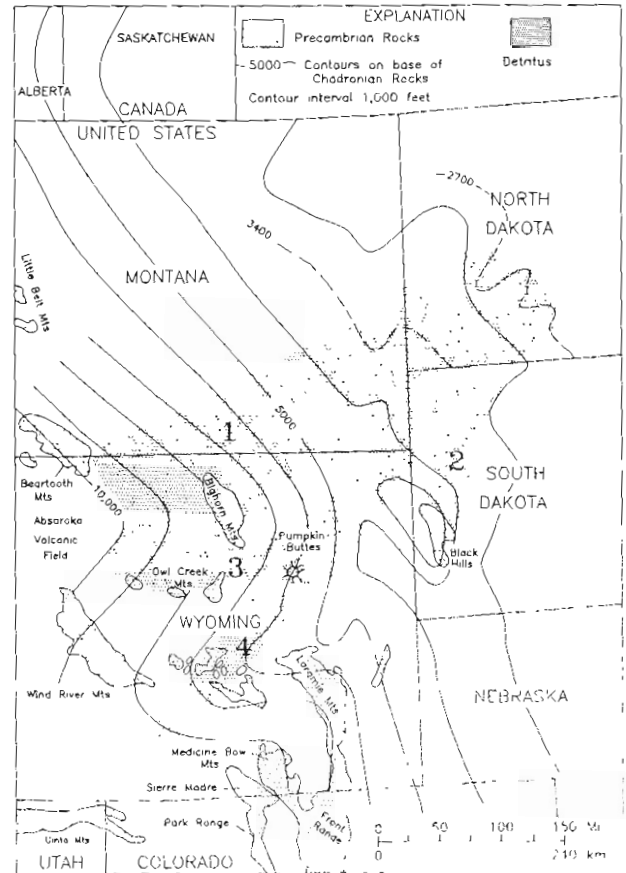 EXPLANATION
Precambrian Rocks
Detritus
5000 Contours on base of
Chadronian Rocks
Contour interval 1,000 feet
SASKATCHEWAN
ALBERTA
CANADA
UNITED STATES
2700
NORTH
DAKOTA
3400
Little Belt Mts
MONTANA
5000
1
2
SOUTH
DAKOTA
Beartooth
Mts
10,000
Bighorn Mts
Absaroka
Volcanic
Field
Pumpkin
Buttes
Black
Hills
Owl Creek
Mts
3
WYOMING
4
Laramie Mts
Wind River Mts
NEBRASKA
Medicine Bow
Mts
Sierre Madre
Park Range
Front
Range
Uinta Mts
UTAH
COLORADO
0 50 100 150 Mi
0 240 km